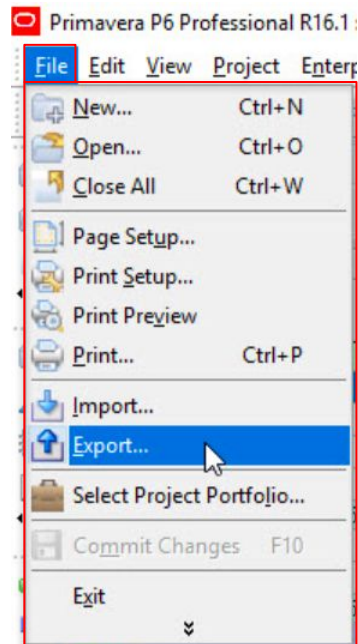 Primavera P6 Professional R16.1
File Edit View Project Enterp
New... Ctrl+N
Open... Ctrl+O
Close All Ctrl+W
Page Setup...
Print Setup...
Print Preview
Print... Ctrl+P
Import...
Export...
Select Project Portfolio...
Commit Changes F10
Exit